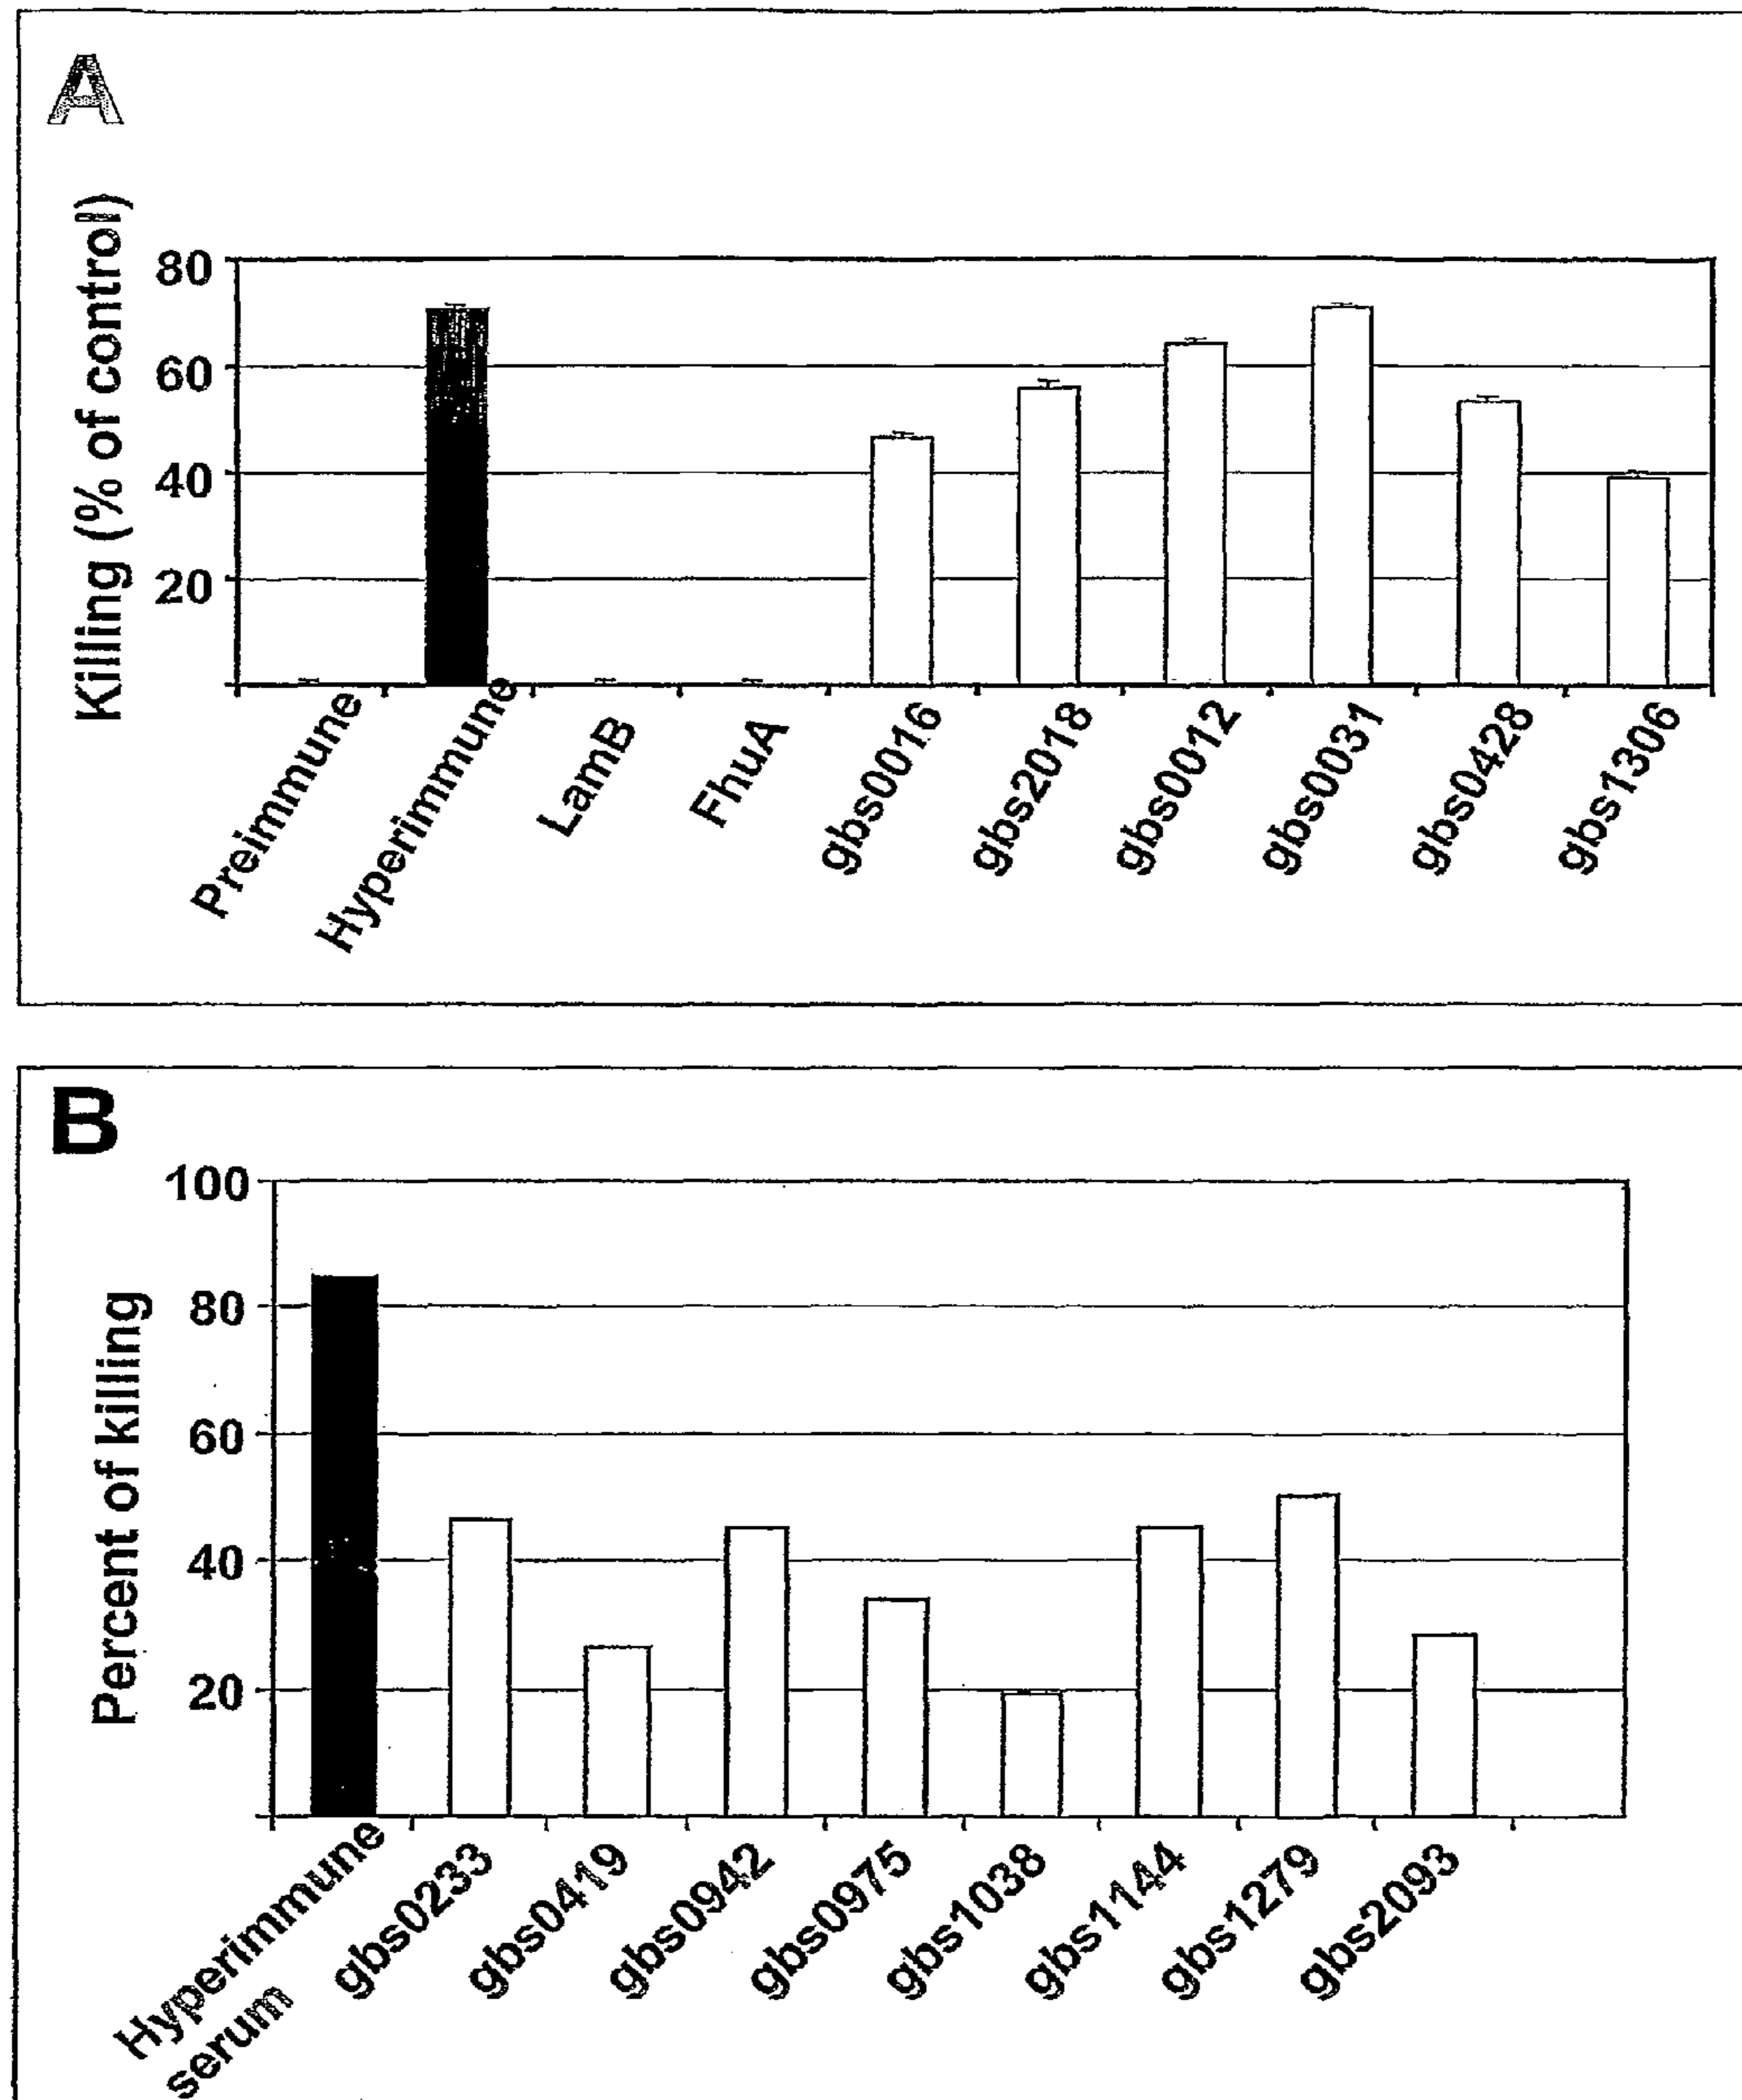 A
Killing (% of control)
80
60
40
20
Preimmune
Hyperimmune
LamB
FhuA
gbs0016
gbs2018
gbs0012
gbs0031
gbs0428
gbs1306
B
Percent of killing
100
80
60
40
20
Hyperimmune
serum
gbs0233
gbs0419
gbs0942
gbs0975
gbs1038
gbs1144
gbs1279
gbs2093